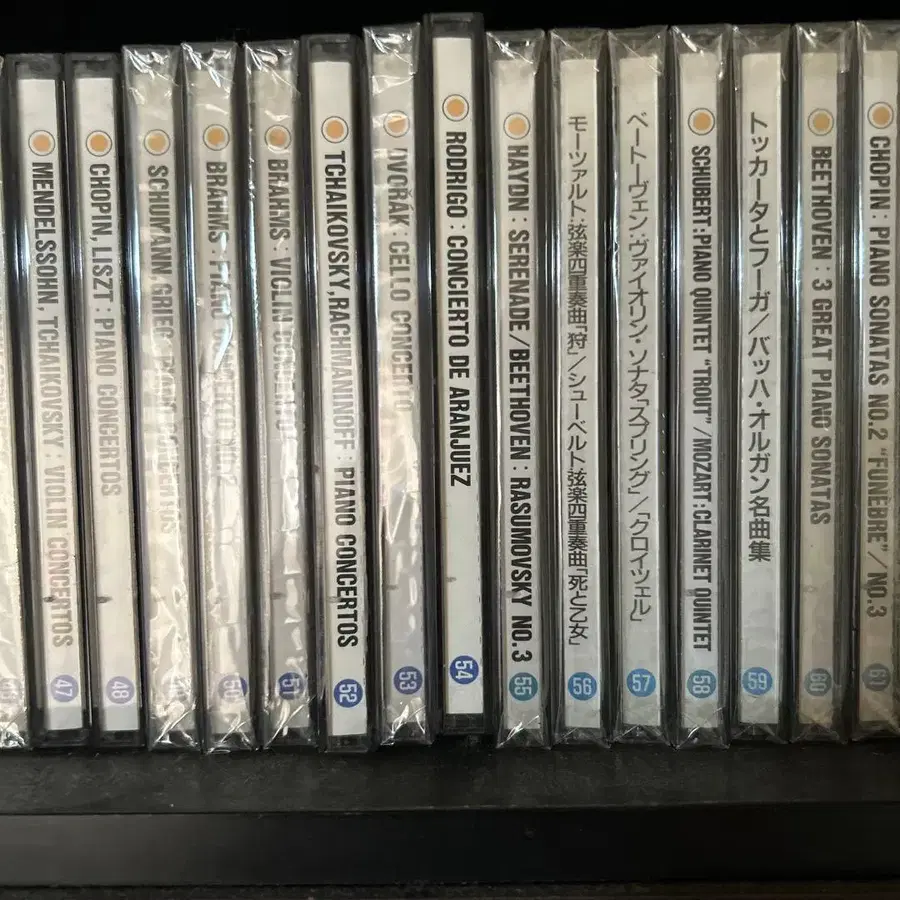 MENDELSSOHN, TCHAIKOVSKY : VIOLIN CONCERTOS
47
CHOPIN, LISZT : PIANO CONCERTOS
48
SCHUMANN, GRIEG : PIANO CONCERTOS
BRAHMS : PIANO CONCERTO NO.2
50
BRAHMS : VIOLIN CONCERTO
51
TCHAIKOVSKY, RACHMANINOFF : PIANO CONCERTOS
52
DVOŘÁK : CELLO CONCERTO
53
RODRIGO : CONCIERTO DE ARANJUEZ
54
HAYDN : SERENADE / BEETHOVEN : RASUMOVSKY NO.3
55
モーツァルト:弦楽四重奏曲「狩」/シューベルト:弦楽四重奏曲「死と乙女」
56
ベートーヴェン:ヴァイオリン・ソナタ「スプリング」/「クロイツェル」
57
SCHUBERT : PIANO QUINTET "TROUT" / MOZART : CLARINET QUINTET
58
トッカータとフーガ/バッハ・オルガン名曲集
59
BEETHOVEN : 3 GREAT PIANO SONATAS
60
CHOPIN : PIANO SONATAS NO.2 "FUNEBRE" / NO.3
61